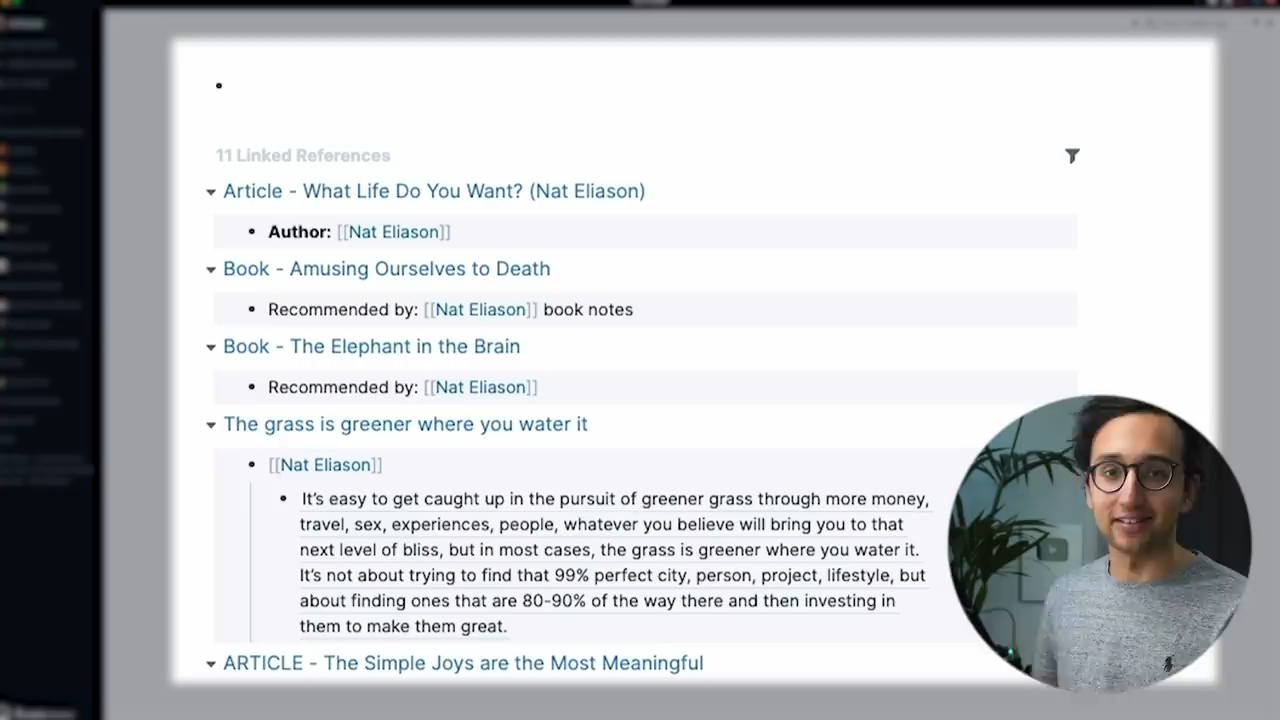 11 Linked References
Article - What Life Do You Want? (Nat Eliason)
Author: [[Nat Eliason]]
Book - Amusing Ourselves to Death
Recommended by: [[Nat Eliason]] book notes
Book - The Elephant in the Brain
Recommended by: [[Nat Eliason]]
The grass is greener where you water it
[[Nat Eliason]]
It’s easy to get caught up in the pursuit of greener grass through more money,
travel, sex, experiences, people, whatever you believe will bring you to that
next level of bliss, but in most cases, the grass is greener where you water it.
It’s not about trying to find that 99% perfect city, person, project, lifestyle, but
about finding ones that are 80-90% of the way there and then investing in
them to make them great.
ARTICLE - The Simple Joys are the Most Meaningful